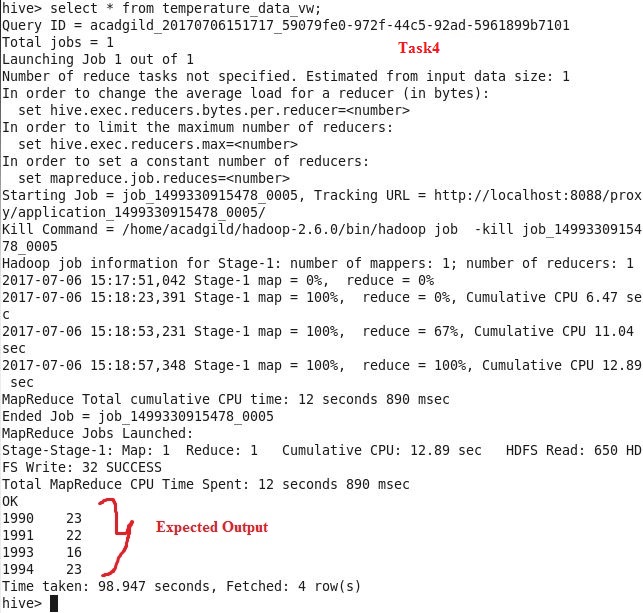 hive> select * from temperature_data_vw;
Query ID = acadgild_20170706151717_59079fe0-972f-44c5-92ad-5961899b7101
Total jobs = 1
Task4
Launching Job 1 out of 1
Number of reduce tasks not specified. Estimated from input data size: 1
In order to change the average load for a reducer (in bytes):
  set hive.exec.reducers.bytes.per.reducer=<number>
In order to limit the maximum number of reducers:
  set hive.exec.reducers.max=<number>
In order to set a constant number of reducers:
  set mapreduce.job.reduces=<number>
Starting Job = job_1499330915478_0005, Tracking URL = http://localhost:8088/prox
y/application_1499330915478_0005/
Kill Command = /home/acadgild/hadoop-2.6.0/bin/hadoop job  -kill job_14993309154
78_0005
Hadoop job information for Stage-1: number of mappers: 1; number of reducers: 1
2017-07-06 15:17:51,042 Stage-1 map = 0%,  reduce = 0%
2017-07-06 15:18:23,391 Stage-1 map = 100%,  reduce = 0%, Cumulative CPU 6.47 se
c
2017-07-06 15:18:53,231 Stage-1 map = 100%,  reduce = 67%, Cumulative CPU 11.04
sec
2017-07-06 15:18:57,348 Stage-1 map = 100%,  reduce = 100%, Cumulative CPU 12.89
 sec
MapReduce Total cumulative CPU time: 12 seconds 890 msec
Ended Job = job_1499330915478_0005
MapReduce Jobs Launched:
Stage-Stage-1: Map: 1  Reduce: 1   Cumulative CPU: 12.89 sec   HDFS Read: 650 HD
FS Write: 32 SUCCESS
Total MapReduce CPU Time Spent: 12 seconds 890 msec
OK
1990    23
1991    22
Expected Output
1993    16
1994    23
Time taken: 98.947 seconds, Fetched: 4 row(s)
hive>